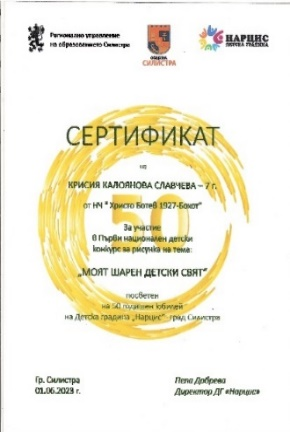 Регионално управление
на образованието Силистра
ОБЩИНА
СИЛИСТРА
НАРЦИС
ДЕТСКА ГРАДИНА
СЕРТИФИКАТ
на
КРИСИЯ КАЛОЯНОВА СЛАВЧЕВА – 7 г.
от НЧ " Христо Ботев 1927-Бохот"
50
За участие
в Първи национален детски
конкурс за рисунка на тема:
„МОЯТ ШАРЕН ДЕТСКИ СВЯТ"
посветен
на 50 годишен юбилей
на Детска градина „Нарцис"- град Силистра
Гр. Силистра
01.06.2023 г.
Пепа Добрева
Директор ДГ «Нарцис»